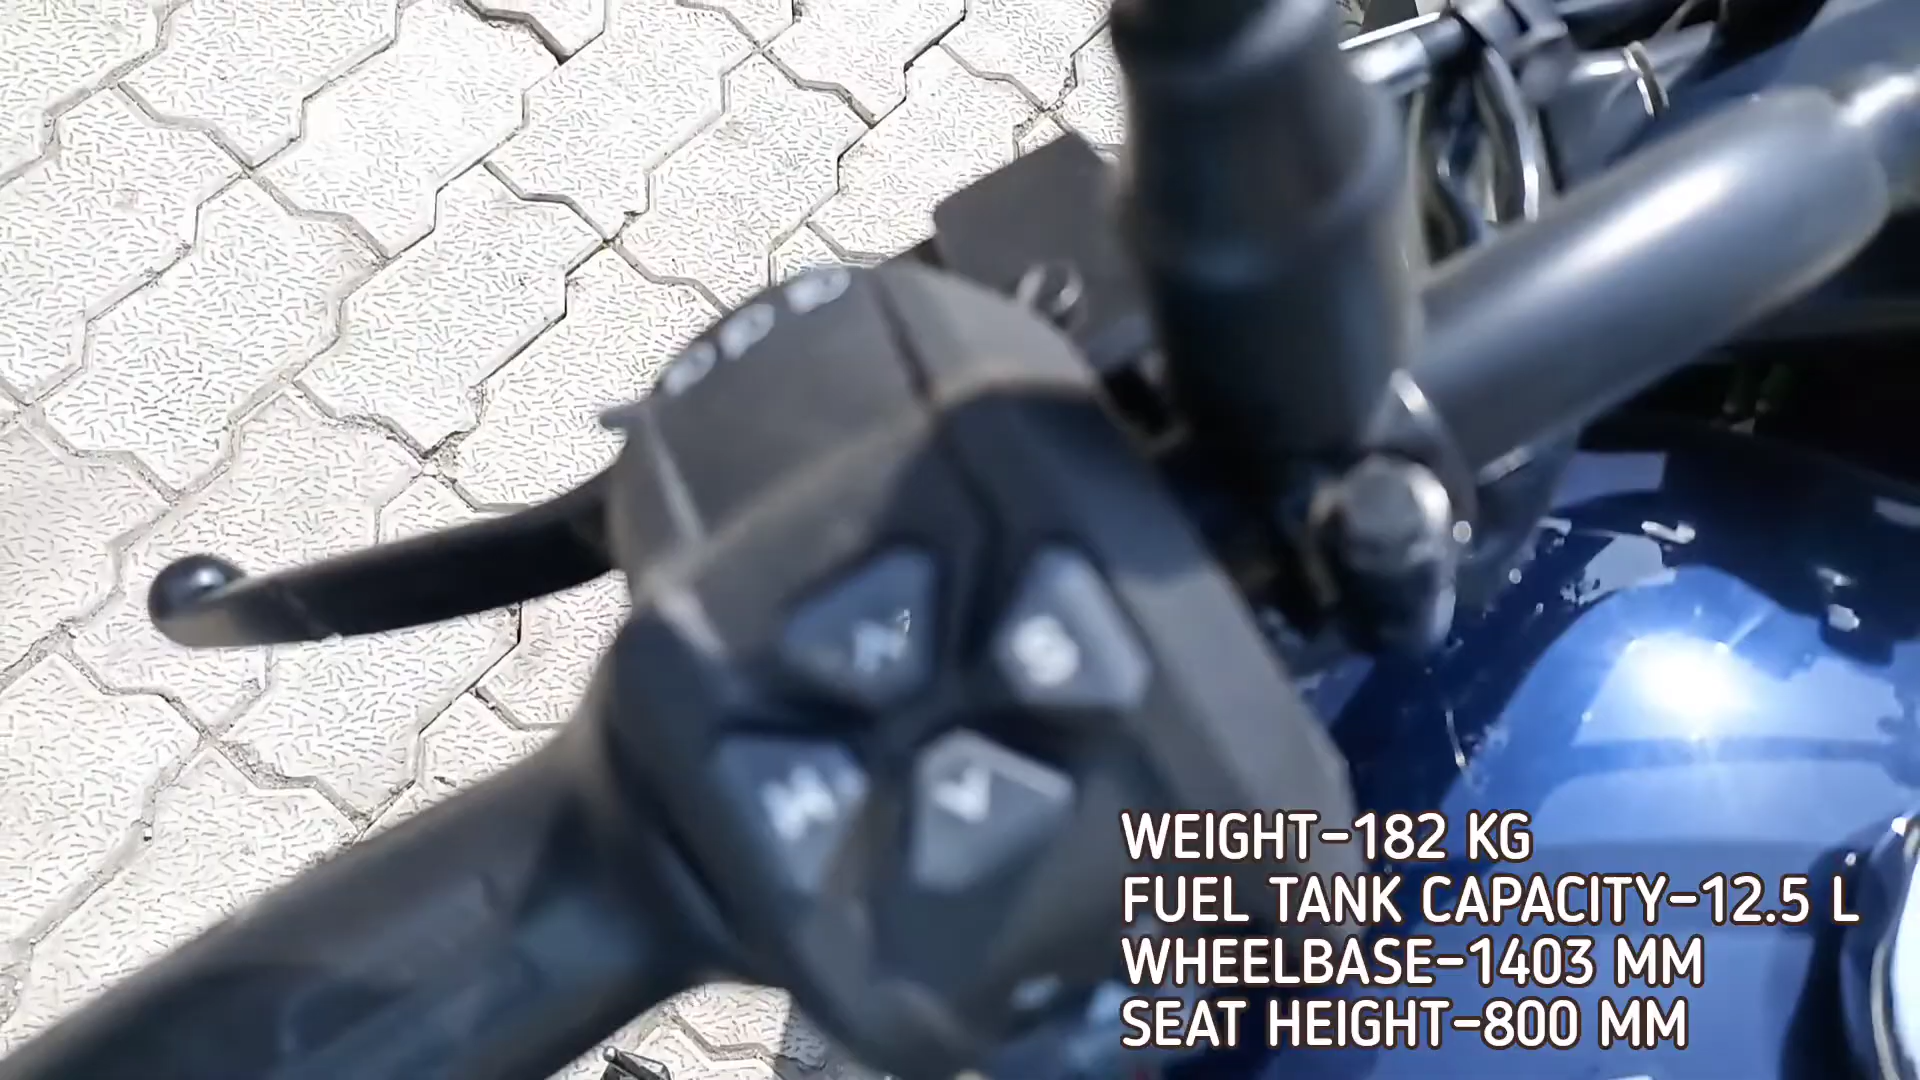 WEIGHT-182 KG
FUEL TANK CAPACITY-12.5 L
WHEELBASE-1403 MM
SEAT HEIGHT-800 MM